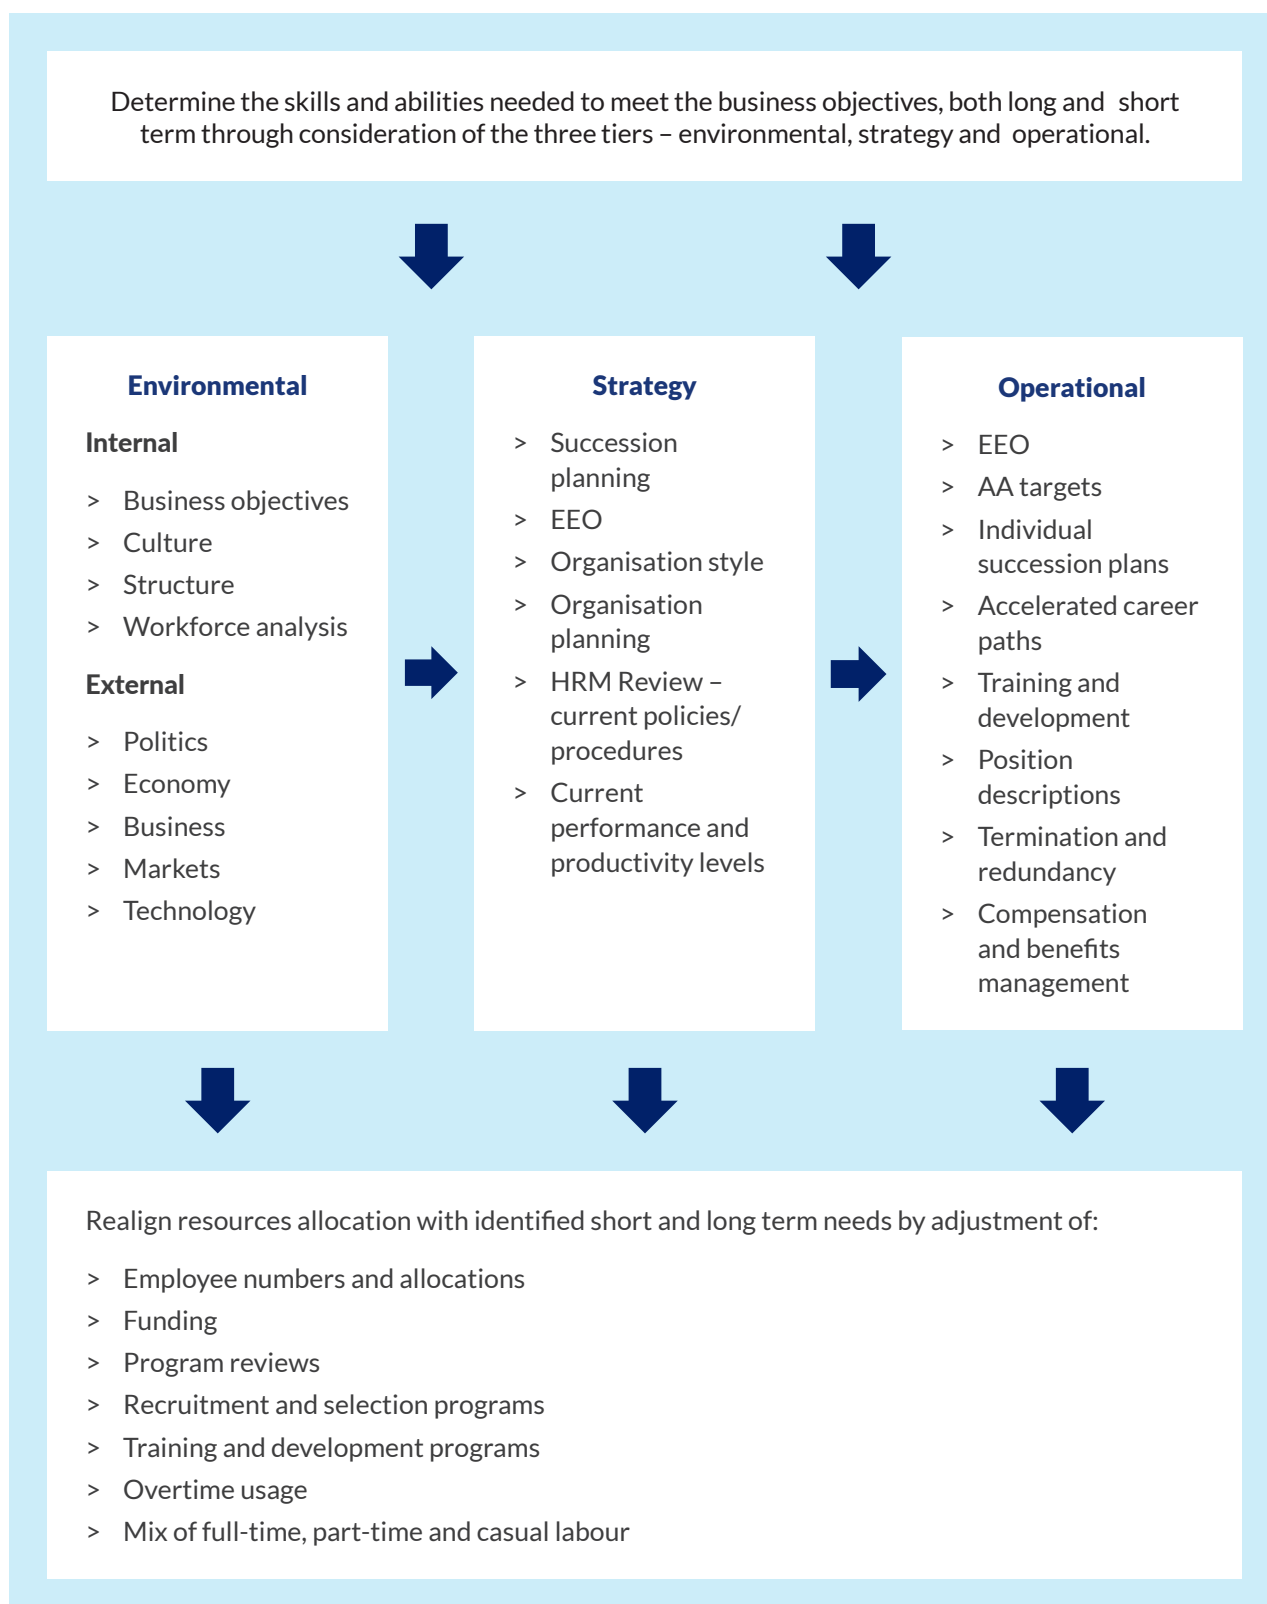 Determine the skills and abilities needed to meet the business objectives, both long and short
term through consideration of the three tiers – environmental, strategy and operational.
Environmental
Internal
> Business objectives
> Culture
> Structure
> Workforce analysis
External
> Politics
> Economy
> Business
> Markets
> Technology
Strategy
> Succession
planning
> EEO
> Organisation style
> Organisation
planning
> HRM Review –
current policies/
procedures
> Current
performance and
productivity levels
Operational
> EEO
> AA targets
> Individual
succession plans
> Accelerated career
paths
> Training and
development
> Position
descriptions
> Termination and
redundancy
> Compensation
and benefits
management
Realign resources allocation with identified short and long term needs by adjustment of:
> Employee numbers and allocations
> Funding
> Program reviews
> Recruitment and selection programs
> Training and development programs
> Overtime usage
> Mix of full-time, part-time and casual labour